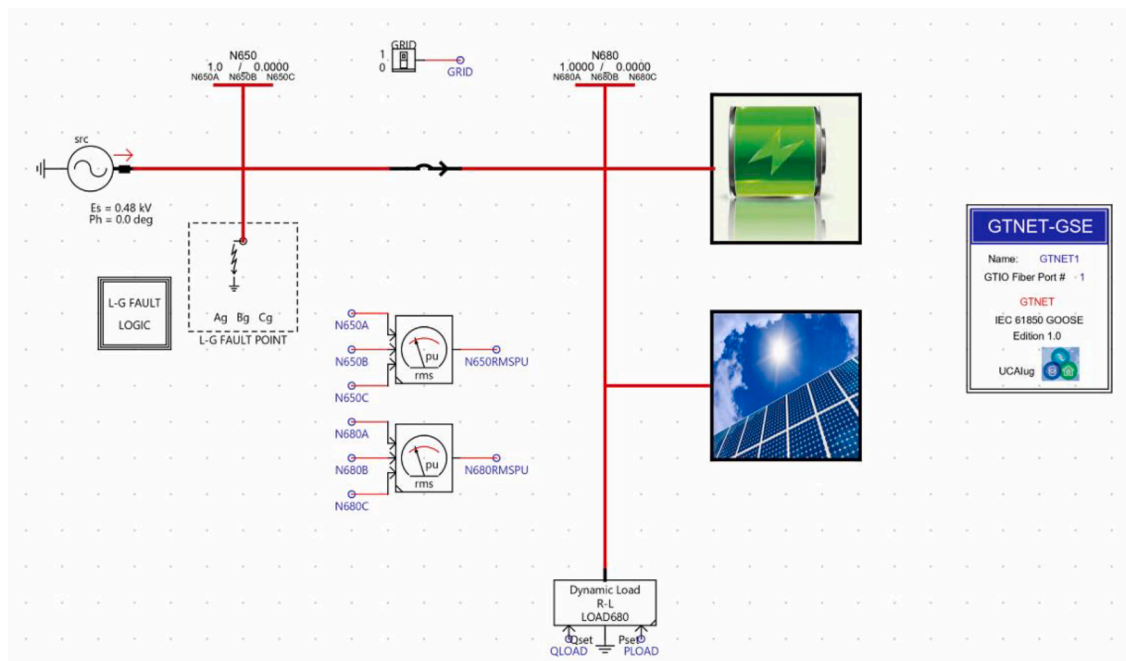 GRID
1
0
GRID
N650
1.0 / 0.0000
N650A N650B N650C
N680
1.0000 / 0.0000
N680A N680B N680C
src
Es = 0.48 kV
Ph = 0.0 deg
L-G FAULT
LOGIC
Ag Bg Cg
L-G FAULT POINT
N650A
N650B
N650C
pu
rms
N650RMSPU
N680A
N680B
N680C
pu
rms
N680RMSPU
GTNET-GSE
Name: GTNET1
GTIO Fiber Port # 1
GTNET
IEC 61850 GOOSE
Edition 1.0
UCAIug
Dynamic Load
R-L
LOAD680
Qset Pset
QLOAD PLOAD